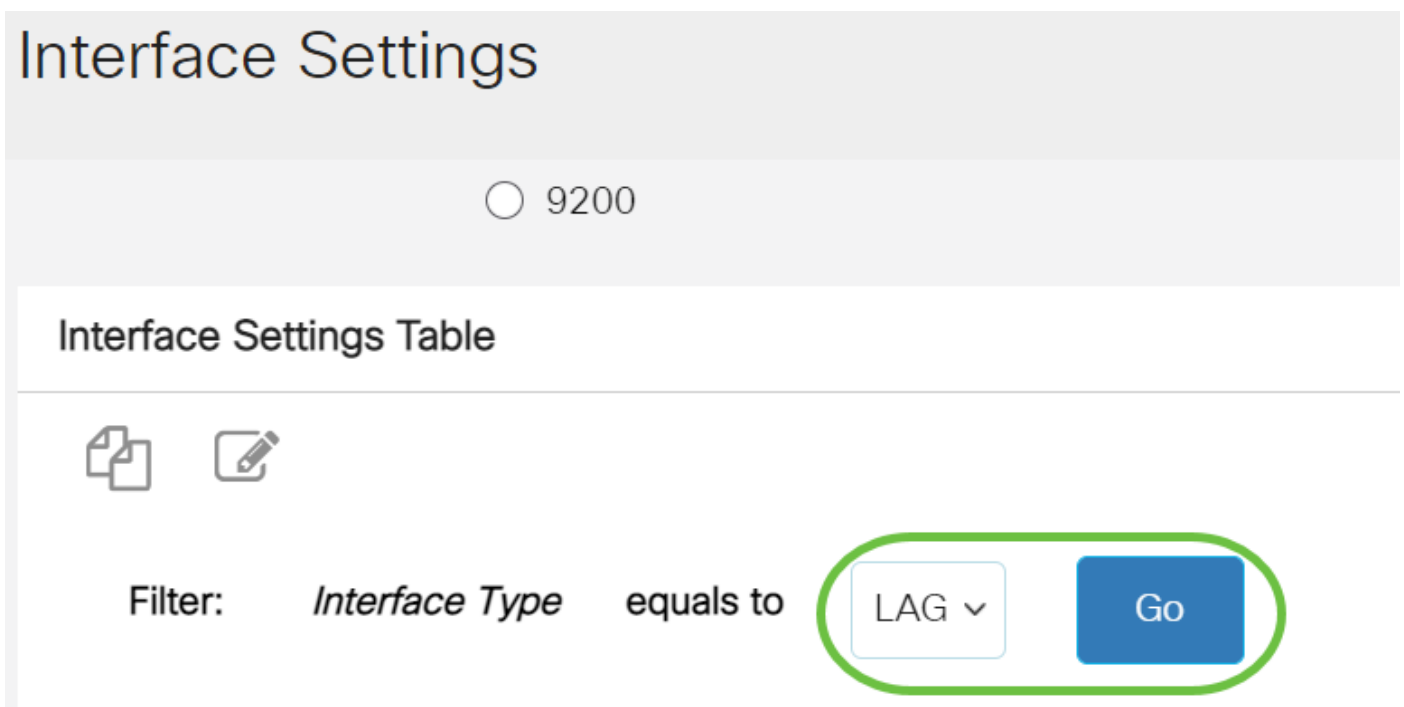 Interface Settings
9200
Interface Settings Table
Filter: Interface Type equals to LAG Go